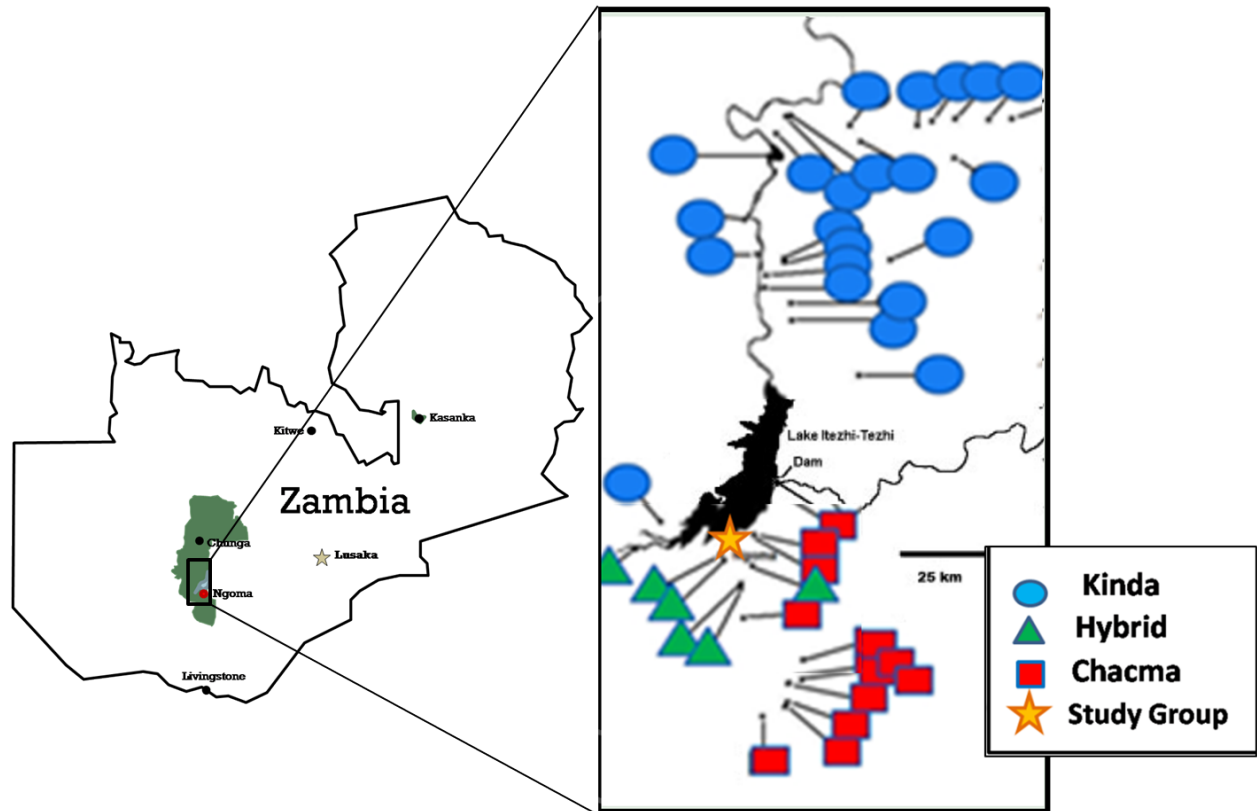 Kitwe
Kasanka
Zambia
Chunga
Lusaka
Ngoma
Livingstone
Lake Itezhi-Tezhi
Dam
25 km
Kinda
Hybrid
Chacma
Study Group